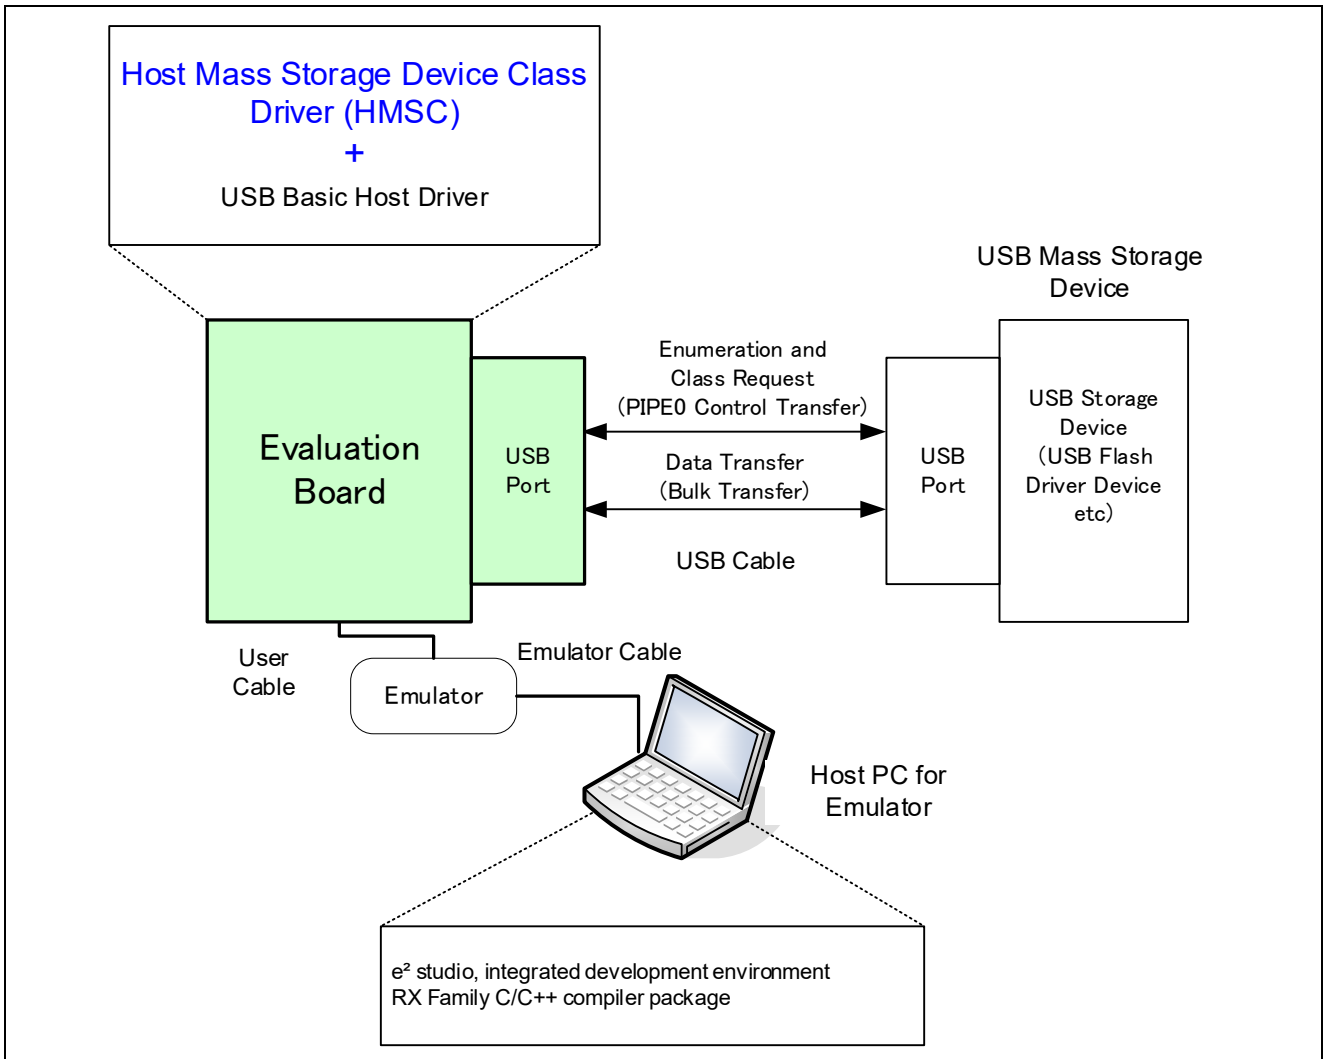 Host Mass Storage Device Class
Driver (HMSC)
+
USB Basic Host Driver
USB Mass Storage
Device
Evaluation
Board
USB
Port
Enumeration and
Class Request
(PIPE0 Control Transfer)
Data Transfer
(Bulk Transfer)
USB Cable
USB
Port
USB Storage
Device
(USB Flash
Driver Device
etc)
User
Cable
Emulator
Emulator Cable
Host PC for
Emulator
e² studio, integrated development environment
RX Family C/C++ compiler package